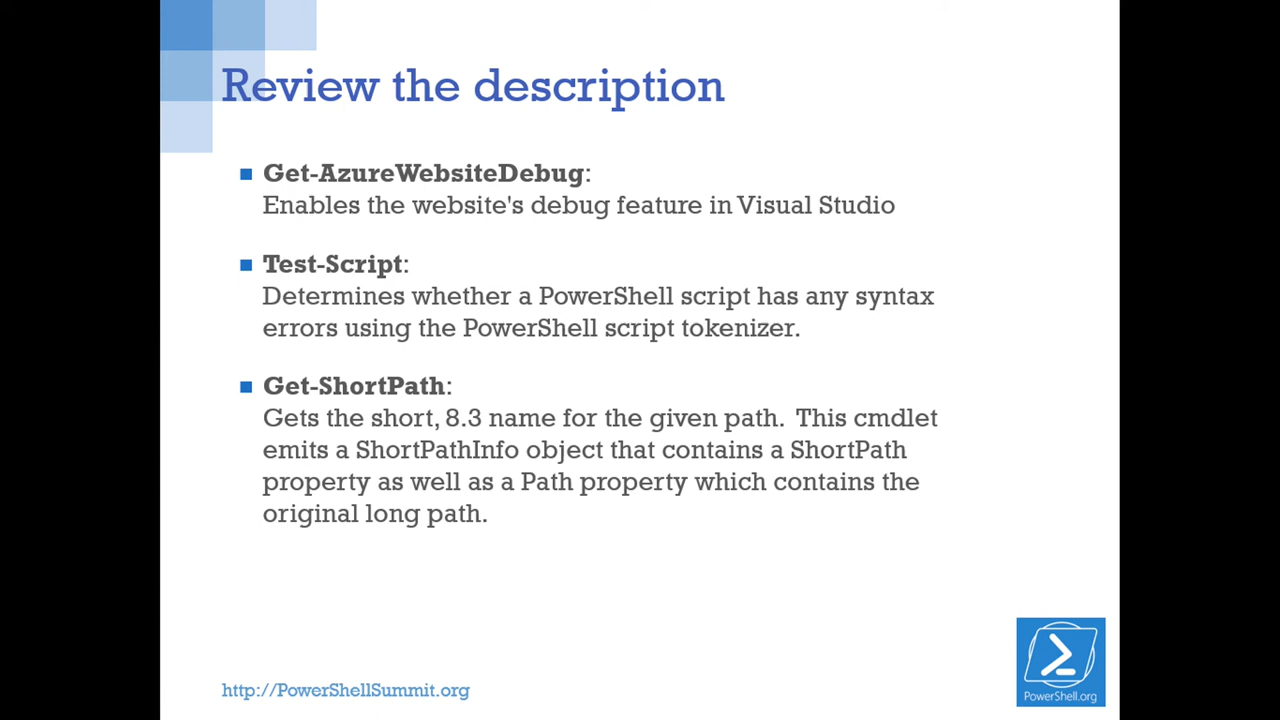 Review the description
Get-AzureWebsiteDebug:
Enables the website's debug feature in Visual Studio
Test-Script:
Determines whether a PowerShell script has any syntax
errors using the PowerShell script tokenizer.
Get-ShortPath:
Gets the short, 8.3 name for the given path.  This cmdlet
emits a ShortPathInfo object that contains a ShortPath
property as well as a Path property which contains the
original long path.
http://PowerShellSummit.org
PowerShell.org